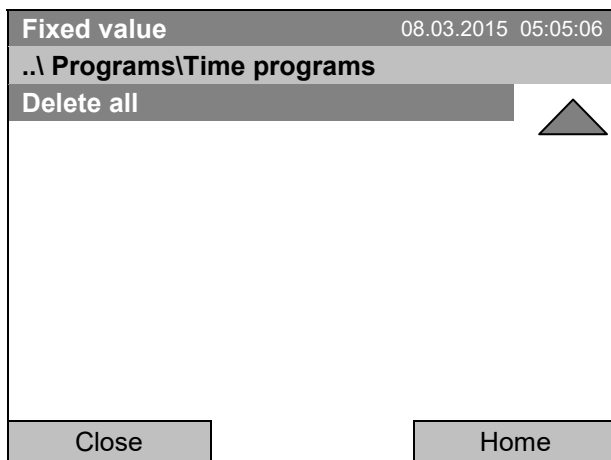 Fixed value 08.03.2015 05:05:06
..\ Programs\Time programs
Delete all
Close Home